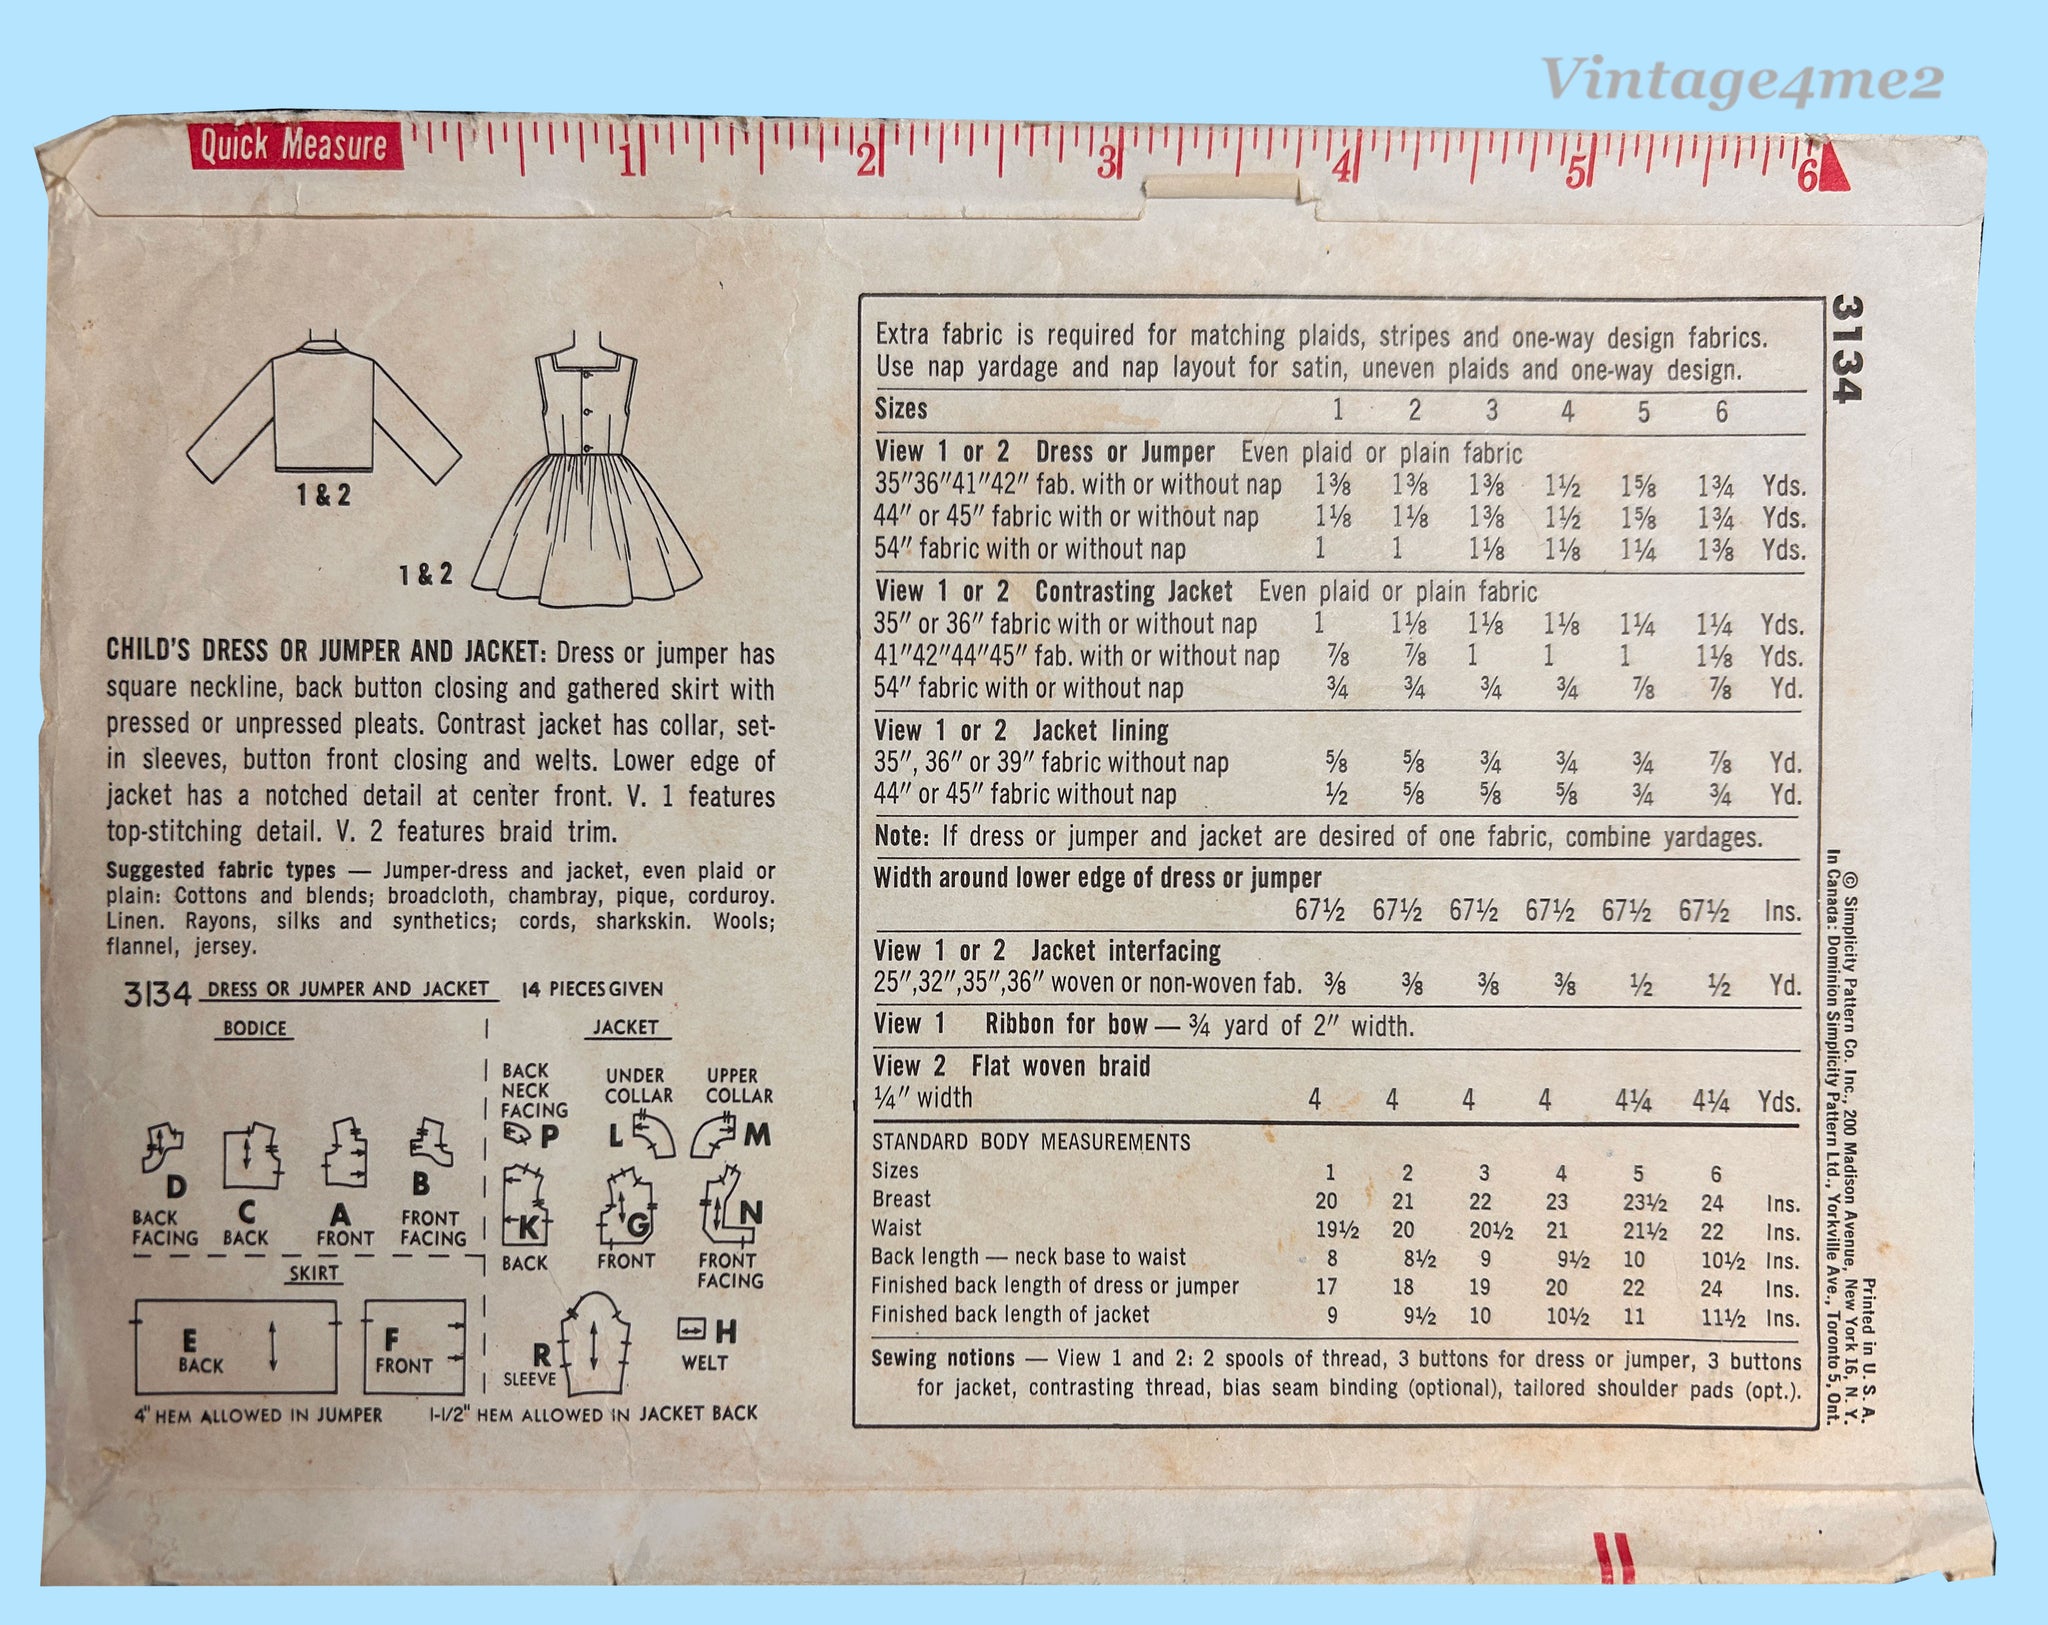 Vintage4me2
Quick Measure 1 2 3 4 5 6
1 & 2
1 & 2
CHILD'S DRESS OR JUMPER AND JACKET: Dress or jumper has
square neckline, back button closing and gathered skirt with
pressed or unpressed pleats. Contrast jacket has collar, set-
in sleeves, button front closing and welts. Lower edge of
jacket has a notched detail at center front. V. 1 features
top-stitching detail. V. 2 features braid trim.
Suggested fabric types — Jumper-dress and jacket, even plaid or
plain: Cottons and blends; broadcloth, chambray, pique, corduroy.
Linen. Rayons, silks and synthetics; cords, sharkskin. Wools;
flannel, jersey.
3134 DRESS OR JUMPER AND JACKET 14 PIECES GIVEN
BODICE
D
BACK
FACING
C
BACK
A
FRONT
B
FRONT
FACING
SKIRT
E
BACK
F
FRONT
4" HEM ALLOWED IN JUMPER
JACKET
BACK
NECK
FACING
P
UNDER
COLLAR
L
UPPER
COLLAR
M
K
BACK
G
FRONT
N
FRONT
FACING
R
SLEEVE
H
WELT
1-1/2" HEM ALLOWED IN JACKET BACK
Extra fabric is required for matching plaids, stripes and one-way design fabrics.
Use nap yardage and nap layout for satin, uneven plaids and one-way design.
Sizes 1 2 3 4 5 6
View 1 or 2 Dress or Jumper Even plaid or plain fabric
35"36"41"42" fab. with or without nap 1⅜ 1⅜ 1⅜ 1½ 1⅝ 1¾ Yds.
44" or 45" fabric with or without nap 1⅛ 1⅛ 1⅜ 1½ 1⅝ 1¾ Yds.
54" fabric with or without nap 1 1 1⅛ 1⅛ 1¼ 1⅜ Yds.
View 1 or 2 Contrasting Jacket Even plaid or plain fabric
35" or 36" fabric with or without nap 1 1⅛ 1⅛ 1⅛ 1¼ 1¼ Yds.
41"42"44"45" fab. with or without nap ⅞ ⅞ 1 1 1 1⅛ Yds.
54" fabric with or without nap ¾ ¾ ¾ ¾ ⅞ ⅞ Yd.
View 1 or 2 Jacket lining
35", 36" or 39" fabric without nap ⅝ ⅝ ¾ ¾ ¾ ⅞ Yd.
44" or 45" fabric without nap ½ ⅝ ⅝ ⅝ ¾ ¾ Yd.
Note: If dress or jumper and jacket are desired of one fabric, combine yardages.
Width around lower edge of dress or jumper
67½ 67½ 67½ 67½ 67½ 67½ Ins.
View 1 or 2 Jacket interfacing
25",32",35",36" woven or non-woven fab. ⅜ ⅜ ⅜ ⅜ ½ ½ Yd.
View 1 Ribbon for bow — ¾ yard of 2" width.
View 2 Flat woven braid
¼" width 4 4 4 4 4¼ 4¼ Yds.
STANDARD BODY MEASUREMENTS
Sizes 1 2 3 4 5 6
Breast 20 21 22 23 23½ 24 Ins.
Waist 19½ 20 20½ 21 21½ 22 Ins.
Back length — neck base to waist 8 8½ 9 9½ 10 10½ Ins.
Finished back length of dress or jumper 17 18 19 20 22 24 Ins.
Finished back length of jacket 9 9½ 10 10½ 11 11½ Ins.
Sewing notions — View 1 and 2: 2 spools of thread, 3 buttons for dress or jumper, 3 buttons
for jacket, contrasting thread, bias seam binding (optional), tailored shoulder pads (opt.).
3134
Printed in U. S. A.
© Simplicity Pattern Co. Inc., 200 Madison Avenue, New York 16, N. Y.
In Canada: Dominion Simplicity Pattern Ltd., Yorkville Ave., Toronto 5, Ont.